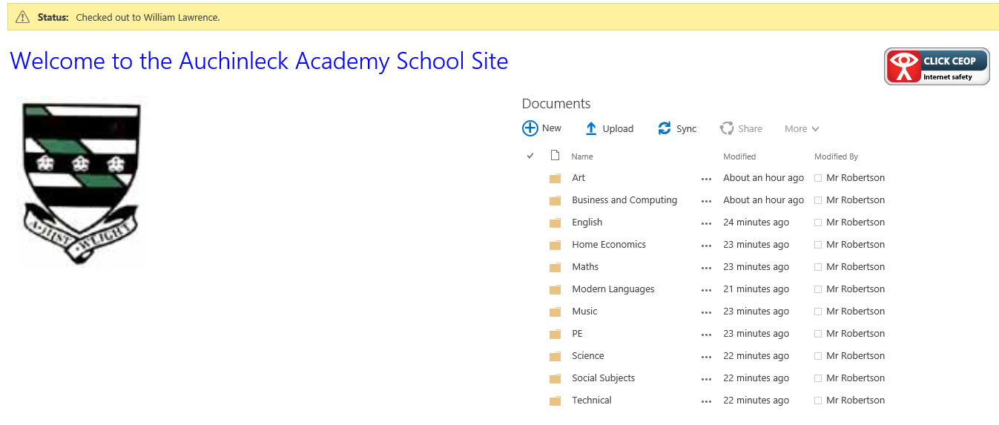 Status: Checked out to William Lawrence.
Welcome to the Auchinleck Academy School Site
CLICK CEOP
Internet safety
Documents
New Upload Sync Share More
Name Modified Modified By
Art ... About an hour ago Mr Robertson
Business and Computing ... About an hour ago Mr Robertson
English ... 24 minutes ago Mr Robertson
Home Economics ... 23 minutes ago Mr Robertson
Maths ... 23 minutes ago Mr Robertson
Modern Languages ... 21 minutes ago Mr Robertson
Music ... 23 minutes ago Mr Robertson
PE ... 23 minutes ago Mr Robertson
Science ... 22 minutes ago Mr Robertson
Social Subjects ... 22 minutes ago Mr Robertson
Technical ... 22 minutes ago Mr Robertson